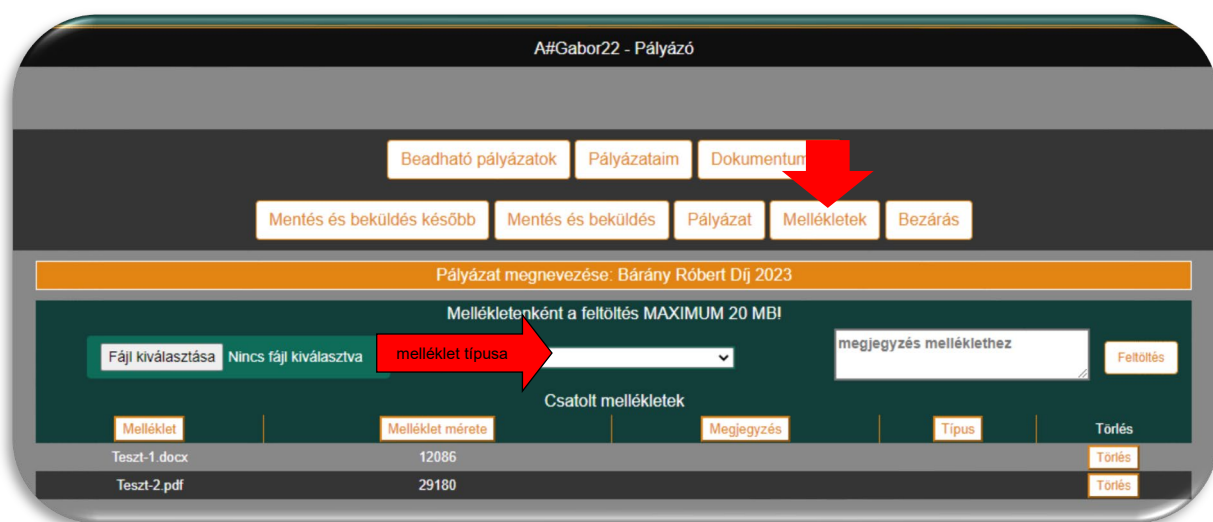 A#Gabor22 - Pályázó
Beadható pályázatok Pályázataim Dokumentum
Mentés és beküldés később Mentés és beküldés Pályázat Mellékletek Bezárás
Pályázat megnevezése: Bárány Róbert Díj 2023
Mellékletenként a feltöltés MAXIMUM 20 MB!
Fájl kiválasztása Nincs fájl kiválasztva melléklet típusa megjegyzés melléklethez Feltöltés
Csatolt mellékletek
Melléklet Melléklet mérete Megjegyzés Típus Törlés
Teszt-1.docx 12086 Törlés
Teszt-2.pdf 29180 Törlés